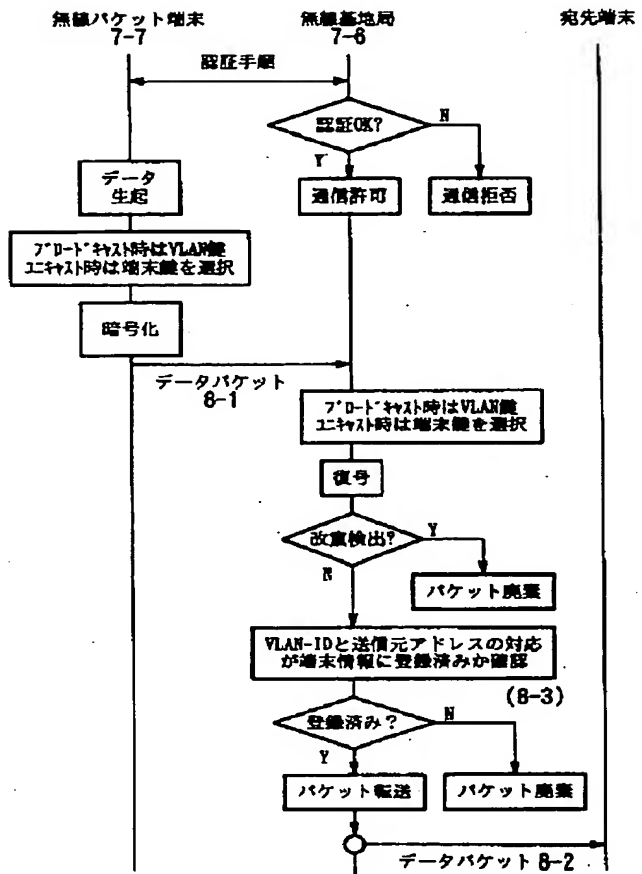 無線パケット端末
7-7
無線基地局
7-6
宛先端末
認証手順
認証OK?
N
Y
データ
生起
通信許可
通信拒否
ブロードキャスト時はVLAN鍵
ユニキャスト時は端末鍵を選択
暗号化
データパケット
8-1
ブロードキャスト時はVLAN鍵
ユニキャスト時は端末鍵を選択
復号
改竄検出?
Y
N
パケット廃棄
VLAN-IDと送信元アドレスの対応
が端末情報に登録済みか確認
(8-3)
登録済み?
N
Y
パケット転送
パケット廃棄
データパケット 8-2